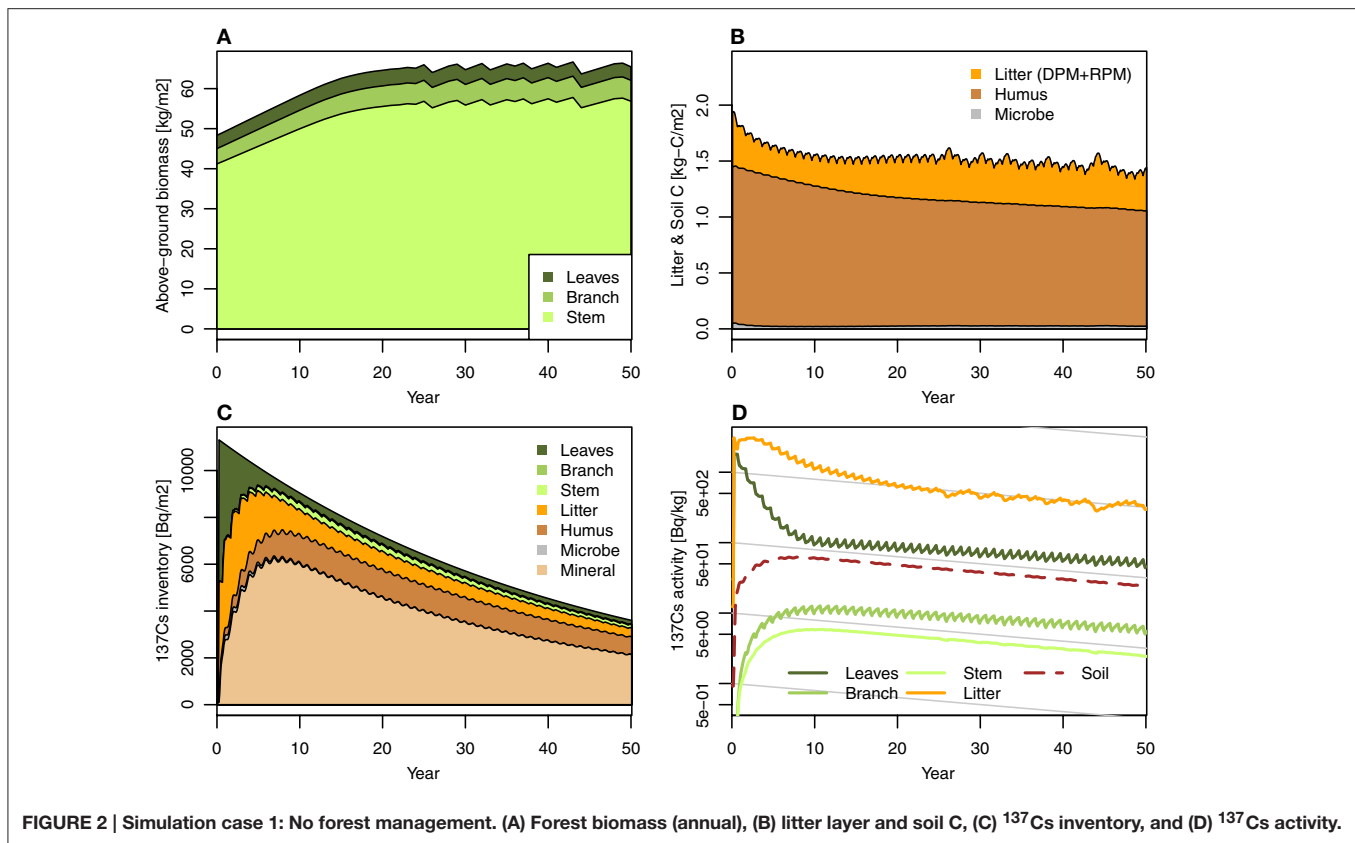 A
Above-ground biomass [kg/m2]
60
50
40
30
20
10
0
Leaves
Branch
Stem
0 10 20 30 40 50
Year
B
Litter & Soil C [kg-C/m2]
2.0
1.5
1.0
0.5
0.0
Litter (DPM+RPM)
Humus
Microbe
0 10 20 30 40 50
Year
C
137Cs inventory [Bq/m2]
10000
6000
2000
0
Leaves
Branch
Stem
Litter
Humus
Microbe
Mineral
0 10 20 30 40 50
Year
D
137Cs activity [Bq/kg]
5e+02
5e+01
5e+00
5e-01
Leaves Stem Soil
Branch Litter
0 10 20 30 40 50
Year
FIGURE 2 | Simulation case 1: No forest management. (A) Forest biomass (annual), (B) litter layer and soil C, (C) ¹³⁷Cs inventory, and (D) ¹³⁷Cs activity.